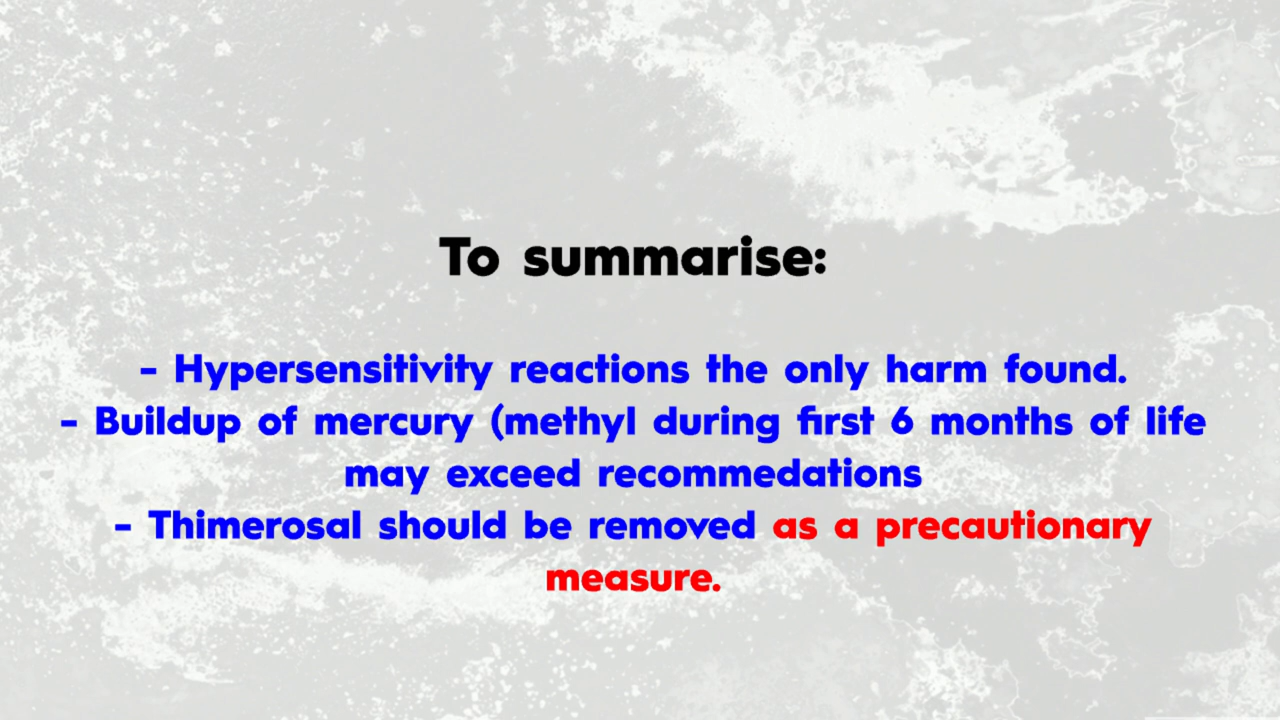 To summarise:
- Hypersensitivity reactions the only harm found.
- Buildup of mercury (methyl during first 6 months of life
may exceed recommedations
- Thimerosal should be removed as a precautionary
measure.